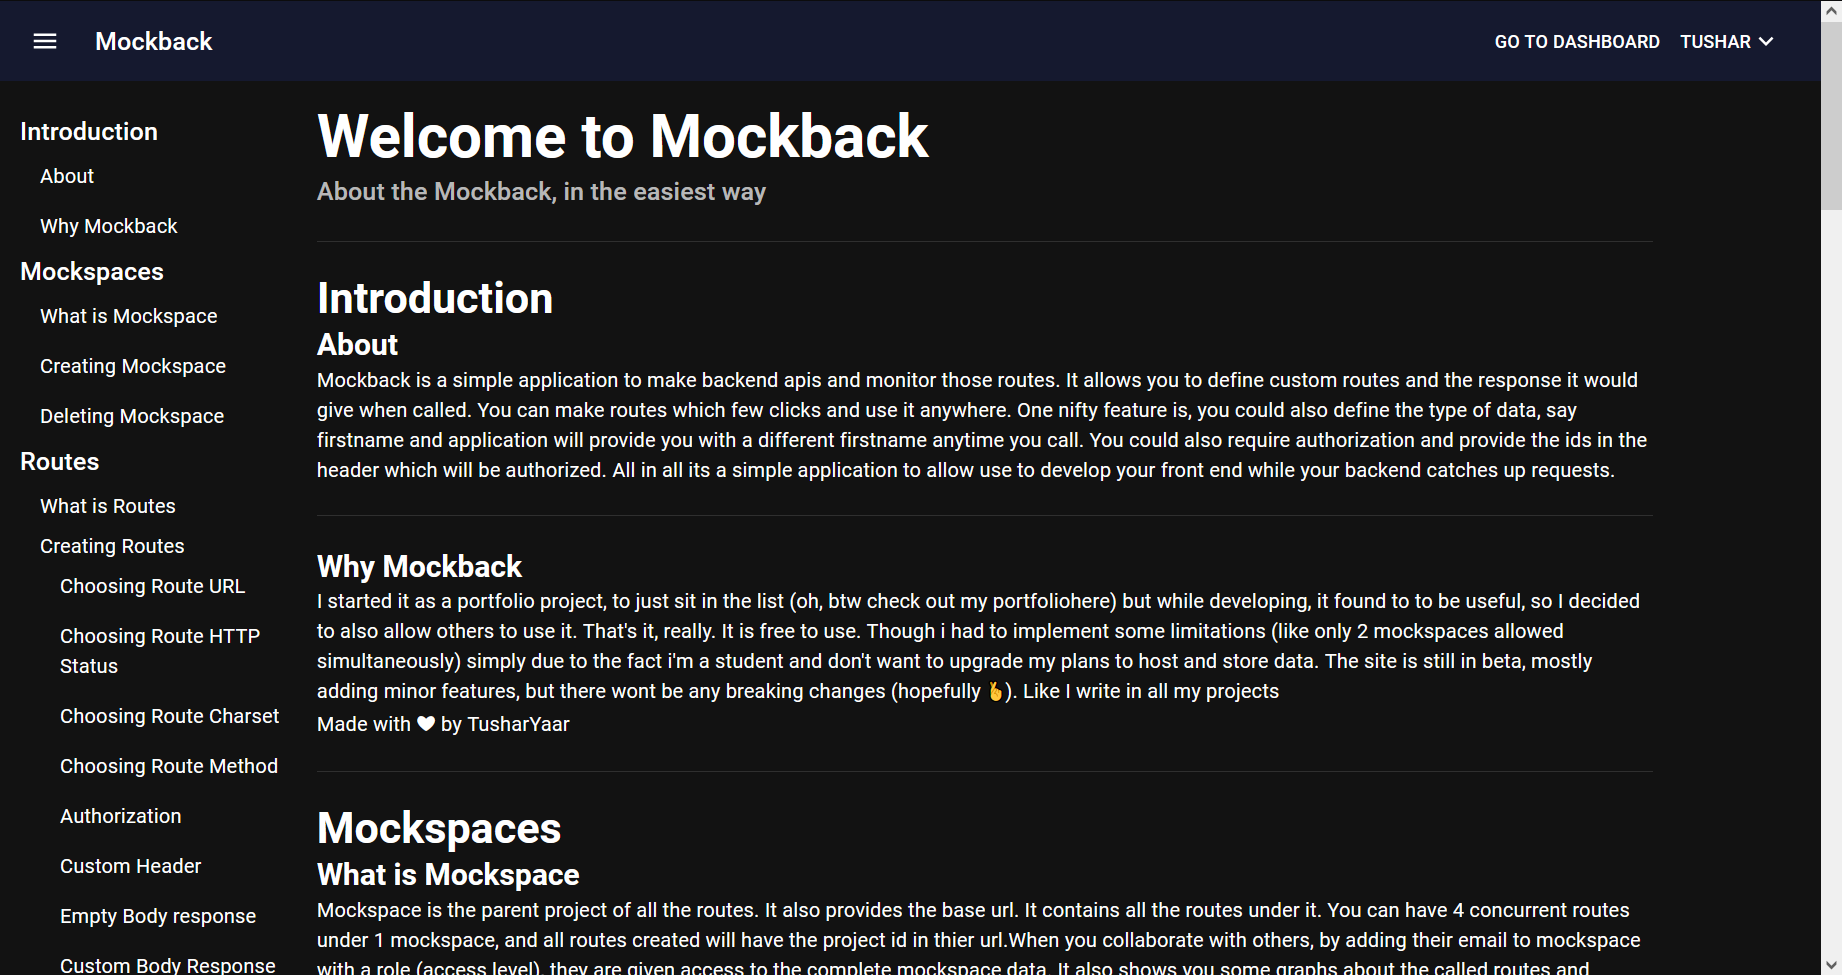 Mockback
GO TO DASHBOARD
TUSHAR
Introduction
About
Why Mockback
Mockspaces
What is Mockspace
Creating Mockspace
Deleting Mockspace
Routes
What is Routes
Creating Routes
Choosing Route URL
Choosing Route HTTP
Status
Choosing Route Charset
Choosing Route Method
Authorization
Custom Header
Empty Body response
Custom Body Response
Welcome to Mockback
About the Mockback, in the easiest way
Introduction
About
Mockback is a simple application to make backend apis and monitor those routes. It allows you to define custom routes and the response it would
give when called. You can make routes which few clicks and use it anywhere. One nifty feature is, you could also define the type of data, say
firstname and application will provide you with a different firstname anytime you call. You could also require authorization and provide the ids in the
header which will be authorized. All in all its a simple application to allow use to develop your front end while your backend catches up requests.
Why Mockback
I started it as a portfolio project, to just sit in the list (oh, btw check out my portfoliohere) but while developing, it found to to be useful, so I decided
to also allow others to use it. That's it, really. It is free to use. Though i had to implement some limitations (like only 2 mockspaces allowed
simultaneously) simply due to the fact i'm a student and don't want to upgrade my plans to host and store data. The site is still in beta, mostly
adding minor features, but there wont be any breaking changes (hopefully 🫰). Like I write in all my projects
Made with ❤ by TusharYaar
Mockspaces
What is Mockspace
Mockspace is the parent project of all the routes. It also provides the base url. It contains all the routes under it. You can have 4 concurrent routes
under 1 mockspace, and all routes created will have the project id in thier url.When you collaborate with others, by adding their email to mockspace
with a role (access level), they are given access to the complete mockspace data. It also shows you some graphs about the called routes and